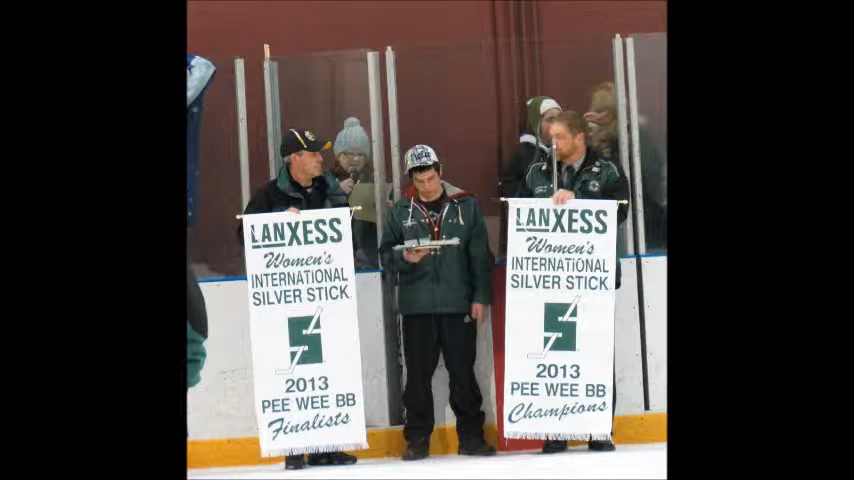 LANXESS
Women's
INTERNATIONAL
SILVER STICK
2013
PEE WEE BB
Finalists
LANXESS
Women's
INTERNATIONAL
SILVER STICK
2013
PEE WEE BB
Champions